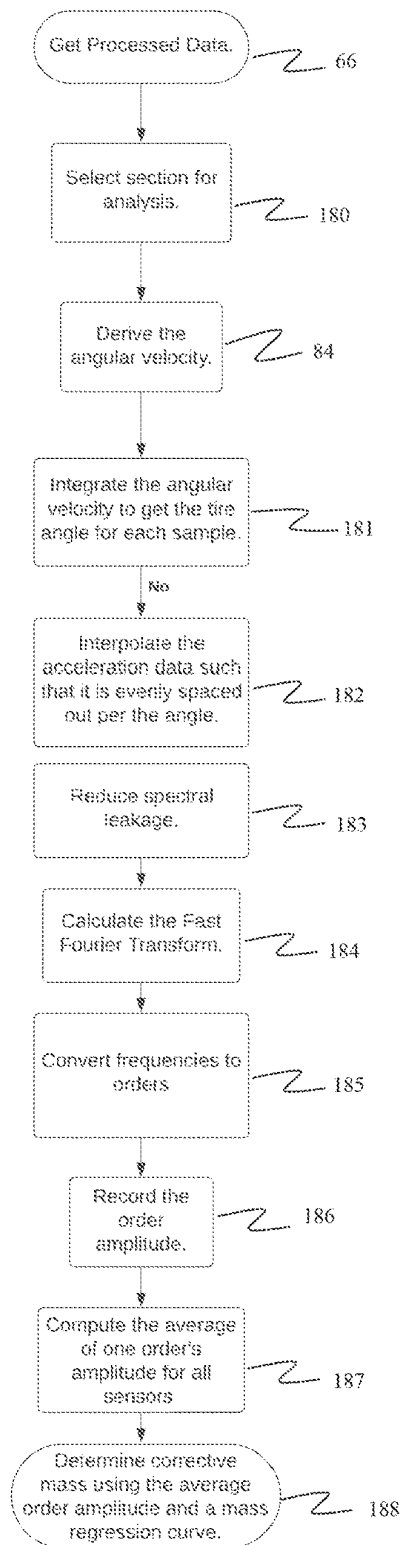 Get Processed Data.
66
Select section for
analysis.
180
Derive the
angular velocity.
84
Integrate the angular
velocity to get the tire
angle for each sample.
181
No
Interpolate the
acceleration data such
that it is evenly spaced
out per the angle.
182
Reduce spectral
leakage.
183
Calculate the Fast
Fourier Transform.
184
Convert frequencies to
orders
185
Record the
order
amplitude.
186
Compute the average
of one order's
amplitude for all
sensors
187
Determine corrective
mass using the average
order amplitude and a mass
regression curve.
188